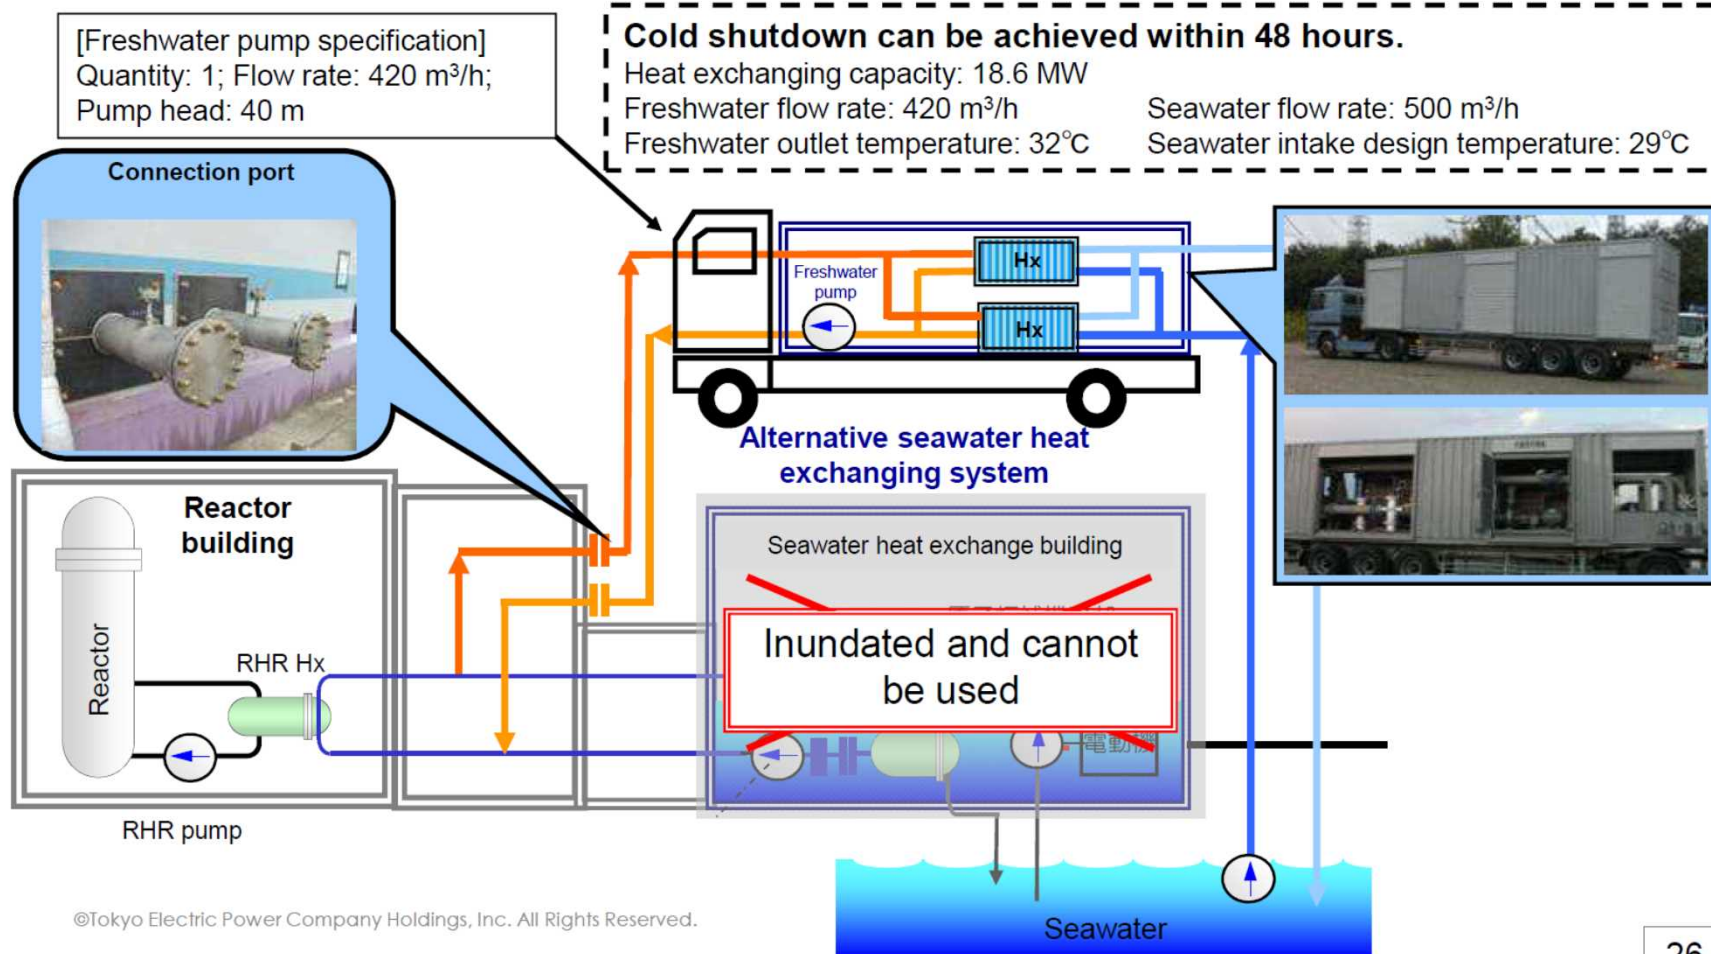 [Freshwater pump specification]
Quantity: 1; Flow rate: 420 m³/h;
Pump head: 40 m
Cold shutdown can be achieved within 48 hours.
Heat exchanging capacity: 18.6 MW
Freshwater flow rate: 420 m³/h
Seawater flow rate: 500 m³/h
Freshwater outlet temperature: 32℃
Seawater intake design temperature: 29℃
Connection port
Freshwater
pump
Hx
Hx
Alternative seawater heat
exchanging system
Reactor
building
Reactor
RHR Hx
RHR pump
Seawater heat exchange building
Inundated and cannot
be used
電動機
Seawater
©Tokyo Electric Power Company Holdings, Inc. All Rights Reserved.
26